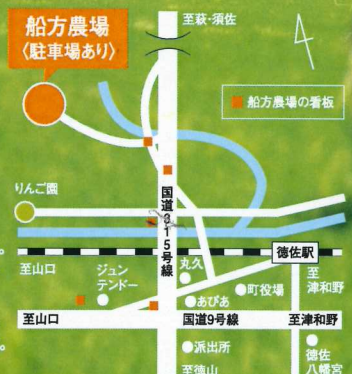 船方農場
〈駐車場あり〉
至萩・須佐
船方農場の看板
りんご園
国道315号線
徳佐駅
至山口
ジュンテンドー
丸久
至津和野
町役場
あぴあ
至山口
国道9号線
至津和野
派出所
徳佐八幡宮
至徳山